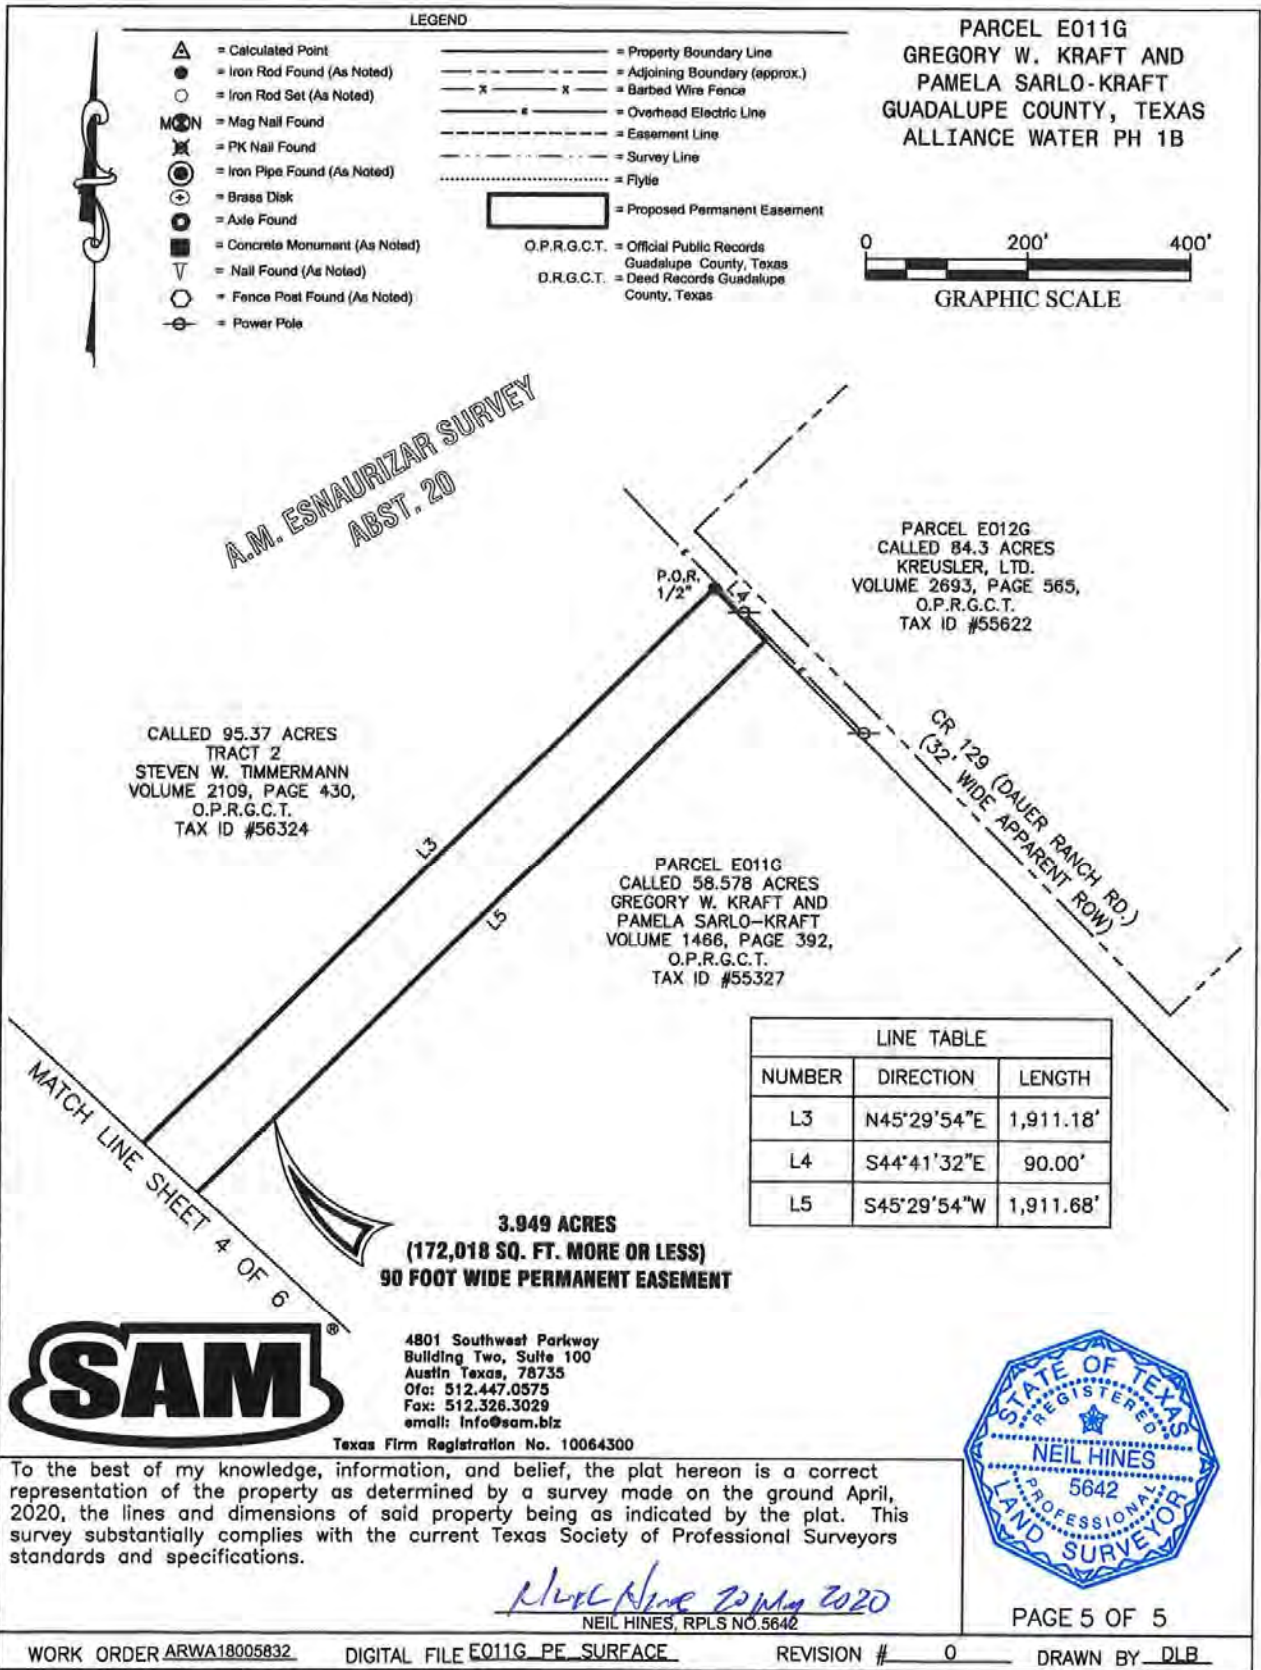 LEGEND
= Calculated Point
= Iron Rod Found (As Noted)
= Iron Rod Set (As Noted)
M N = Mag Nail Found
= PK Nail Found
= Iron Pipe Found (As Noted)
= Brass Disk
= Axle Found
= Concrete Monument (As Noted)
= Nail Found (As Noted)
= Fence Post Found (As Noted)
= Power Pole
= Property Boundary Line
= Adjoining Boundary (approx.)
x x = Barbed Wire Fence
E = Overhead Electric Line
= Easement Line
= Survey Line
= Flytie
= Proposed Permanent Easement
O.P.R.G.C.T. = Official Public Records
Guadalupe County, Texas
D.R.G.C.T. = Deed Records Guadalupe
County, Texas
PARCEL E011G
GREGORY W. KRAFT AND
PAMELA SARLO-KRAFT
GUADALUPE COUNTY, TEXAS
ALLIANCE WATER PH 1B
0 200' 400'
GRAPHIC SCALE
A.M. ESNAURIZAR SURVEY
ABST. 20
P.O.R.
1/2"
L4
PARCEL E012G
CALLED 84.3 ACRES
KREUSLER, LTD.
VOLUME 2693, PAGE 565,
O.P.R.G.C.T.
TAX ID #55622
CR 129 (DAUER RANCH RD.)
(32' WIDE APPARENT ROW)
CALLED 95.37 ACRES
TRACT 2
STEVEN W. TIMMERMANN
VOLUME 2109, PAGE 430,
O.P.R.G.C.T.
TAX ID #56324
L3
L5
PARCEL E011G
CALLED 58.578 ACRES
GREGORY W. KRAFT AND
PAMELA SARLO-KRAFT
VOLUME 1466, PAGE 392,
O.P.R.G.C.T.
TAX ID #55327
MATCH LINE SHEET 4 OF 6
LINE TABLE
NUMBER DIRECTION LENGTH
L3 N45°29'54"E 1,911.18'
L4 S44°41'32"E 90.00'
L5 S45°29'54"W 1,911.68'
3.949 ACRES
(172,018 SQ. FT. MORE OR LESS)
90 FOOT WIDE PERMANENT EASEMENT
SAM®
4801 Southwest Parkway
Building Two, Suite 100
Austin Texas, 78735
Ofc: 512.447.0575
Fax: 512.326.3029
email: info@sam.biz
Texas Firm Registration No. 10064300
STATE OF TEXAS
REGISTERED
NEIL HINES
5642
PROFESSIONAL
LAND SURVEYOR
To the best of my knowledge, information, and belief, the plat hereon is a correct
representation of the property as determined by a survey made on the ground April,
2020, the lines and dimensions of said property being as indicated by the plat. This
survey substantially complies with the current Texas Society of Professional Surveyors
standards and specifications.
20 May 2020
NEIL HINES, RPLS NO.5642
PAGE 5 OF 5
WORK ORDER ARWA18005832 DIGITAL FILE E011G_PE_SURFACE REVISION # 0 DRAWN BY DLB